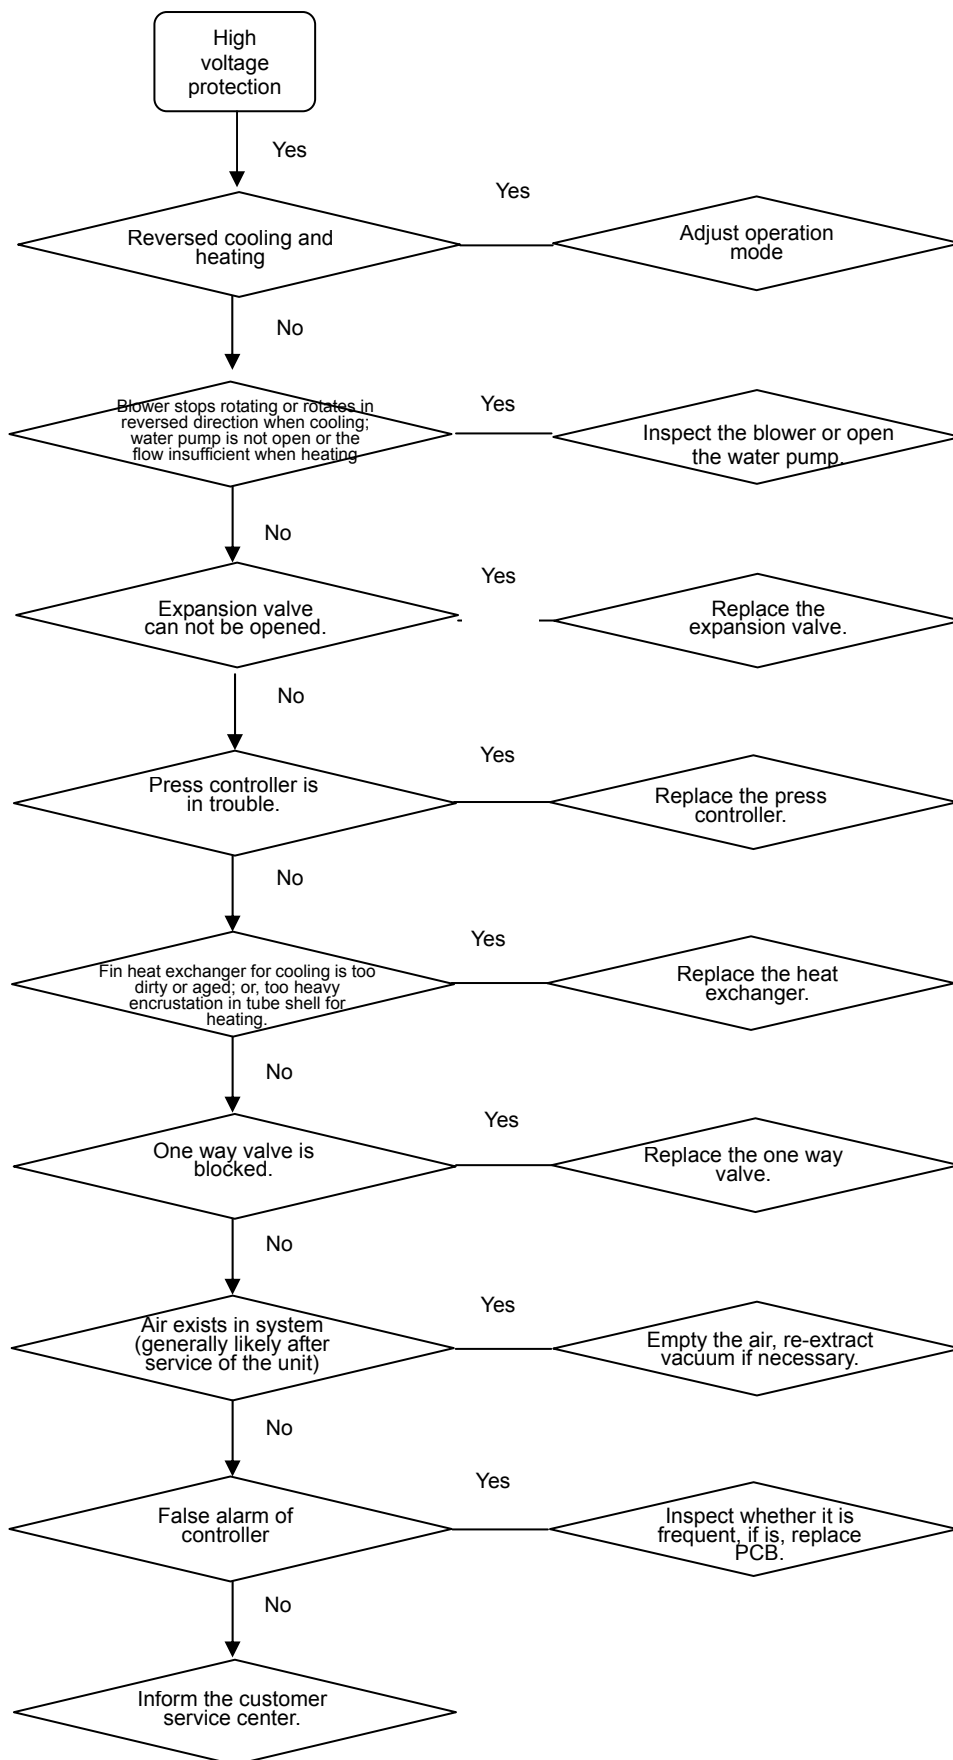 High
voltage
protection
Yes
Yes
Reversed cooling and
heating
Adjust operation
mode
No
Yes
Blower stops rotating or rotates in
reversed direction when cooling;
water pump is not open or the
flow insufficient when heating
Inspect the blower or open
the water pump.
No
Yes
Expansion valve
can not be opened.
Replace the
expansion valve.
No
Yes
Press controller is
in trouble.
Replace the press
controller.
No
Yes
Fin heat exchanger for cooling is too
dirty or aged; or, too heavy
encrustation in tube shell for
heating.
Replace the heat
exchanger.
No
Yes
One way valve is
blocked.
Replace the one way
valve.
No
Yes
Air exists in system
(generally likely after
service of the unit)
Empty the air, re-extract
vacuum if necessary.
No
Yes
False alarm of
controller
Inspect whether it is
frequent, if is, replace
PCB.
No
Inform the customer
service center.